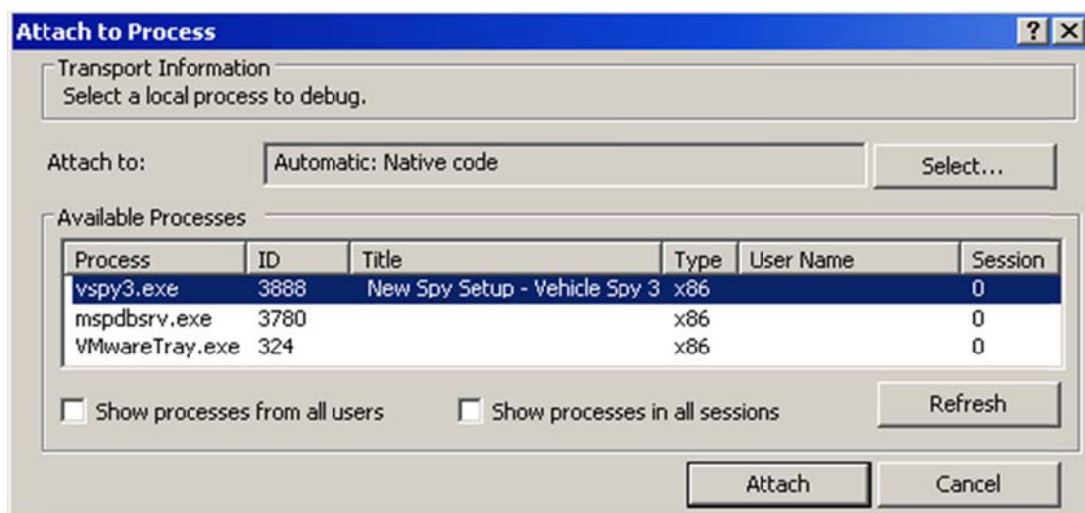 Attach to Process
Transport Information
Select a local process to debug.
Attach to: Automatic: Native code Select...
Available Processes
Process ID Title Type User Name Session
vspy3.exe 3888 New Spy Setup - Vehicle Spy 3 x86 0
mspdbsrv.exe 3780 x86 0
VMwareTray.exe 324 x86 0
Show processes from all users Show processes in all sessions Refresh
Attach Cancel